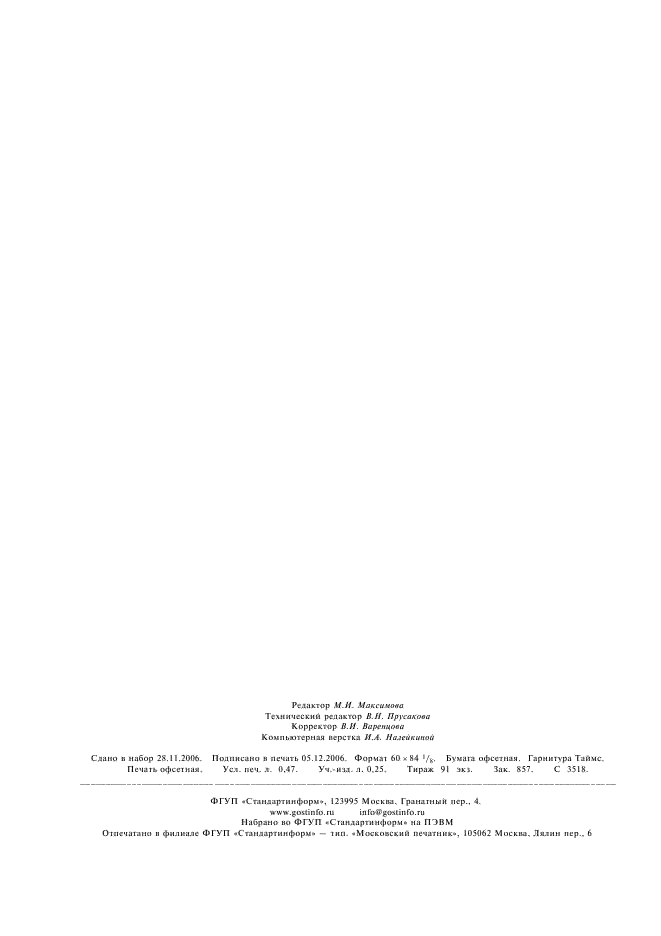 Редактор М.И. Максимова
Технический редактор В.Н. Прусакова
Корректор В.И. Варенцова
Компьютерная верстка И.А. Налейкиной
Сдано в набор 28.11.2006. Подписано в печать 05.12.2006. Формат 60 × 84 1/8. Бумага офсетная. Гарнитура Таймс.
Печать офсетная. Усл. печ. л. 0,47. Уч.-изд. л. 0,25. Тираж 91 экз. Зак. 857. С 3518.
ФГУП «Стандартинформ», 123995 Москва, Гранатный пер., 4.
www.gostinfo.ru info@gostinfo.ru
Набрано во ФГУП «Стандартинформ» на ПЭВМ
Отпечатано в филиале ФГУП «Стандартинформ» — тип. «Московский печатник», 105062 Москва, Лялин пер., 6